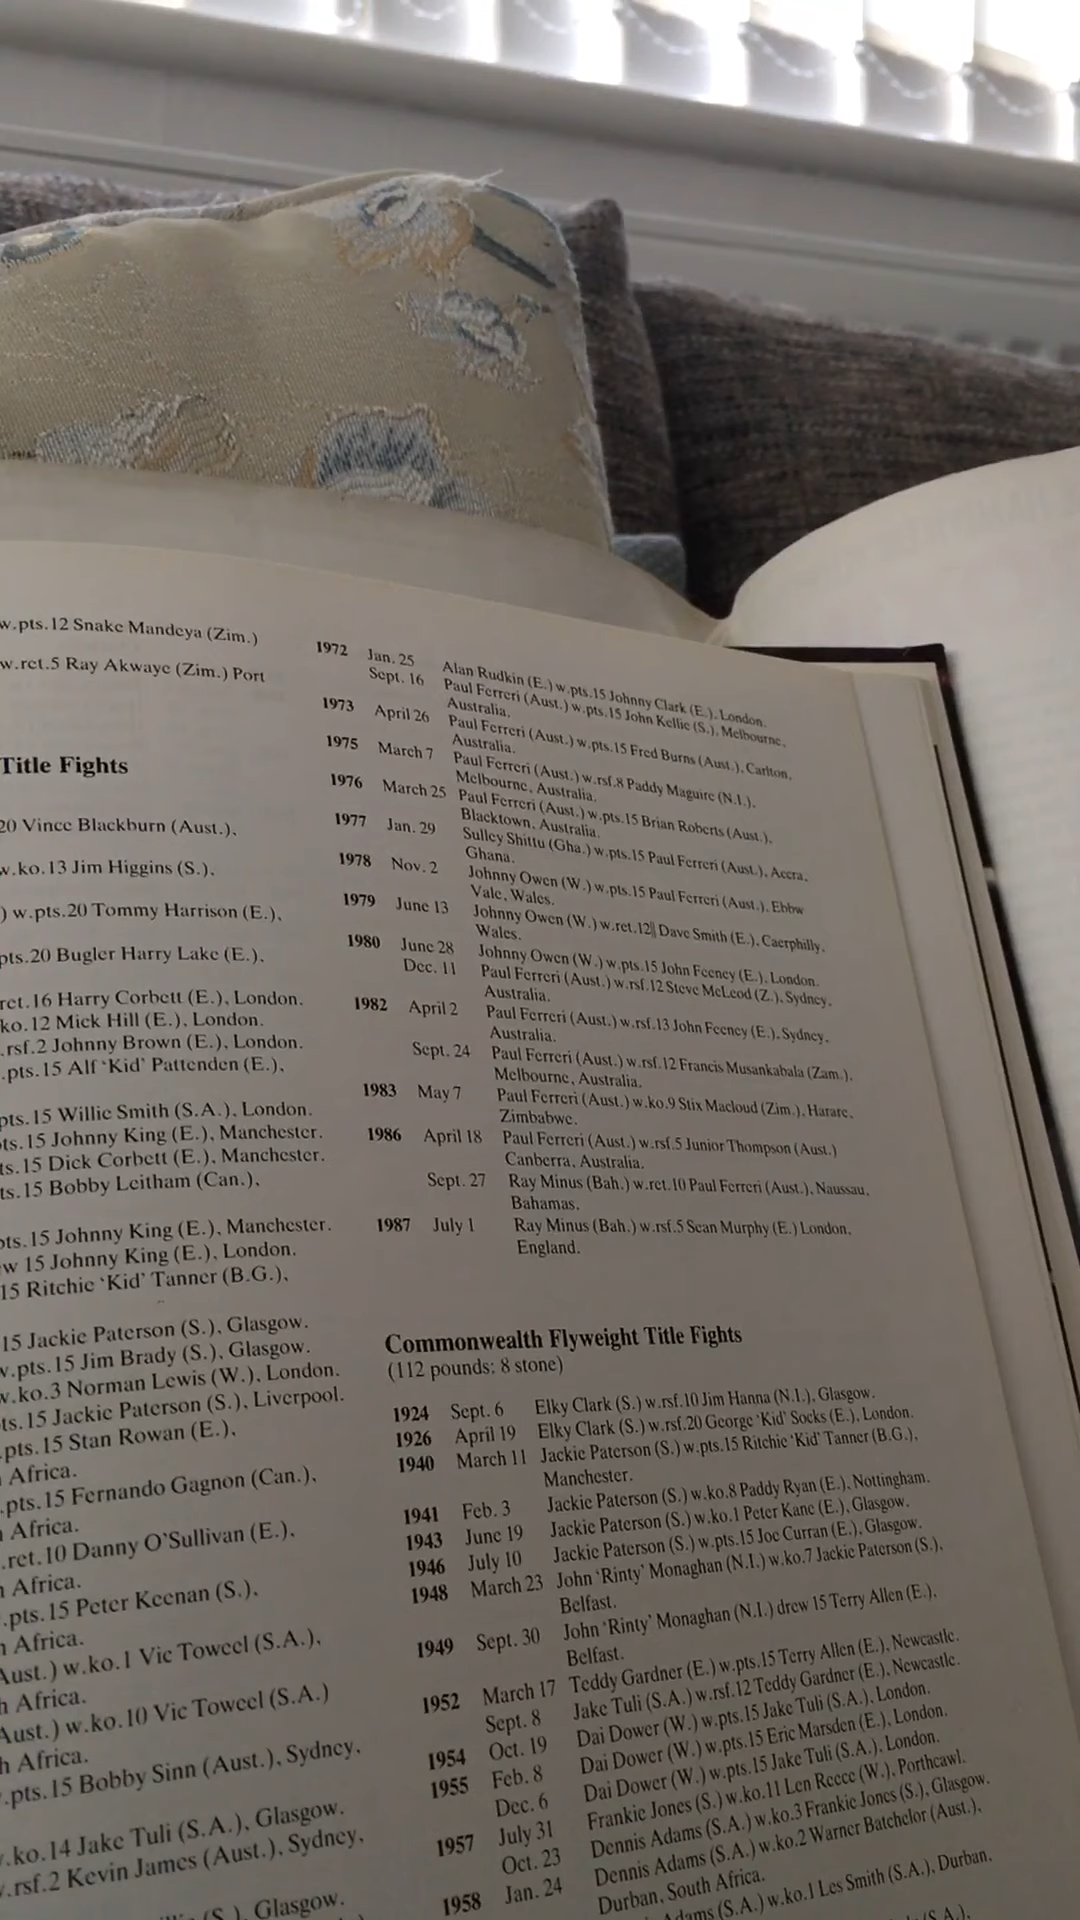 w.pts.12 Snake Mandeya (Zim.)
w.ret.5 Ray Akwaye (Zim.) Port
Title Fights
20 Vince Blackburn (Aust.),
w.ko.13 Jim Higgins (S.),
) w.pts.20 Tommy Harrison (E.),
pts.20 Bugler Harry Lake (E.),
ret.16 Harry Corbett (E.), London.
ko.12 Mick Hill (E.), London.
.rsf.2 Johnny Brown (E.), London.
.pts.15 Alf 'Kid' Pattenden (E.),
pts.15 Willie Smith (S.A.), London.
ts.15 Johnny King (E.), Manchester.
ts.15 Dick Corbett (E.), Manchester.
ts.15 Bobby Leitham (Can.),
pts.15 Johnny King (E.), Manchester.
w 15 Johnny King (E.), London.
15 Ritchie 'Kid' Tanner (B.G.),
15 Jackie Paterson (S.), Glasgow.
w.pts.15 Jim Brady (S.), Glasgow.
w.ko.3 Norman Lewis (W.), London.
ts.15 Jackie Paterson (S.), Liverpool.
.pts.15 Stan Rowan (E.),
Africa.
.pts.15 Fernando Gagnon (Can.),
Africa.
.ret.10 Danny O'Sullivan (E.),
Africa.
.pts.15 Peter Keenan (S.),
Africa.
Aust.) w.ko.1 Vic Toweel (S.A.),
h Africa.
Aust.) w.ko.10 Vic Toweel (S.A.)
h Africa.
.pts.15 Bobby Sinn (Aust.), Sydney,
.ko.14 Jake Tuli (S.A.), Glasgow.
.rsf.2 Kevin James (Aust.), Sydney,
(S.), Glasgow.
1972 Jan. 25 Alan Rudkin (E.) w.pts.15 Johnny Clark (E.), London.
Sept. 16 Paul Ferreri (Aust.) w.pts.15 John Kellie (S.), Melbourne,
Australia.
1973 April 26 Paul Ferreri (Aust.) w.pts.15 Fred Burns (Aust.), Carlton,
Australia.
1975 March 7 Paul Ferreri (Aust.) w.rsf.8 Paddy Maguire (N.I.),
Melbourne, Australia.
1976 March 25 Paul Ferreri (Aust.) w.pts.15 Brian Roberts (Aust.),
Blacktown, Australia.
1977 Jan. 29 Sulley Shittu (Gha.) w.pts.15 Paul Ferreri (Aust.), Accra,
Ghana.
1978 Nov. 2 Johnny Owen (W.) w.pts.15 Paul Ferreri (Aust.), Ebbw
Vale, Wales.
1979 June 13 Johnny Owen (W.) w.ret.12|| Dave Smith (E.), Caerphilly,
Wales.
1980 June 28 Johnny Owen (W.) w.pts.15 John Feeney (E.), London.
Dec. 11 Paul Ferreri (Aust.) w.rsf.12 Steve McLeod (Z.), Sydney,
Australia.
1982 April 2 Paul Ferreri (Aust.) w.rsf.13 John Feeney (E.), Sydney,
Australia.
Sept. 24 Paul Ferreri (Aust.) w.rsf.12 Francis Musankabala (Zam.),
Melbourne, Australia.
1983 May 7 Paul Ferreri (Aust.) w.ko.9 Stix Macloud (Zim.), Harare,
Zimbabwe.
1986 April 18 Paul Ferreri (Aust.) w.rsf.5 Junior Thompson (Aust.)
Canberra, Australia.
Sept. 27 Ray Minus (Bah.) w.ret.10 Paul Ferreri (Aust.), Naussau,
Bahamas.
1987 July 1 Ray Minus (Bah.) w.rsf.5 Sean Murphy (E.) London,
England.
Commonwealth Flyweight Title Fights
(112 pounds: 8 stone)
1924 Sept. 6 Elky Clark (S.) w.rsf.10 Jim Hanna (N.I.), Glasgow.
1926 April 19 Elky Clark (S.) w.rsf.20 George 'Kid' Socks (E.), London.
1940 March 11 Jackie Paterson (S.) w.pts.15 Ritchie 'Kid' Tanner (B.G.),
Manchester.
1941 Feb. 3 Jackie Paterson (S.) w.ko.8 Paddy Ryan (E.), Nottingham.
1943 June 19 Jackie Paterson (S.) w.ko.1 Peter Kane (E.), Glasgow.
1946 July 10 Jackie Paterson (S.) w.pts.15 Joe Curran (E.), Glasgow.
1948 March 23 John 'Rinty' Monaghan (N.I.) w.ko.7 Jackie Paterson (S.),
Belfast.
1949 Sept. 30 John 'Rinty' Monaghan (N.I.) drew 15 Terry Allen (E.),
Belfast.
1952 March 17 Teddy Gardner (E.) w.pts.15 Terry Allen (E.), Newcastle.
Sept. 8 Jake Tuli (S.A.) w.rsf.12 Teddy Gardner (E.), Newcastle.
1954 Oct. 19 Dai Dower (W.) w.pts.15 Jake Tuli (S.A.), London.
1955 Feb. 8 Dai Dower (W.) w.pts.15 Eric Marsden (E.), London.
Dec. 6 Dai Dower (W.) w.pts.15 Jake Tuli (S.A.), London.
1957 July 31 Frankie Jones (S.) w.ko.11 Len Reece (W.), Porthcawl.
Oct. 23 Dennis Adams (S.A.) w.ko.3 Frankie Jones (S.), Glasgow.
1958 Jan. 24 Dennis Adams (S.A.) w.ko.2 Warner Batchelor (Aust.),
Durban, South Africa.
Adams (S.A.) w.ko.1 Les Smith (S.A.), Durban,
(S.A.),